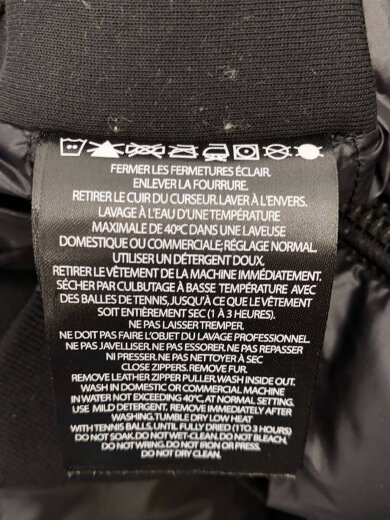 FERMER LES FERMETURES ÉCLAIR.
ENLEVER LA FOURRURE.
RETIRER LE CUIR DU CURSEUR. LAVER À L'ENVERS.
LAVAGE À L'EAU D'UNE TEMPÉRATURE
MAXIMALE DE 40ºC DANS UNE LAVEUSE
DOMESTIQUE OU COMMERCIALE; RÉGLAGE NORMAL.
UTILISER UN DÉTERGENT DOUX.
RETIRER LE VÊTEMENT DE LA MACHINE IMMÉDIATEMENT.
SÉCHER PAR CULBUTAGE À BASSE TEMPÉRATURE AVEC
DES BALLES DE TENNIS, JUSQU'À CE QUE LE VÊTEMENT
SOIT ENTIÈREMENT SEC (1 À 3 HEURES).
NE PAS LAISSER TREMPER.
NE DOIT PAS FAIRE L'OBJET DU LAVAGE PROFESSIONNEL.
NE PAS JAVELLISER. NE PAS ESSORER. NE PAS REPASSER
NI PRESSER. NE PAS NETTOYER À SEC
CLOSE ZIPPERS. REMOVE FUR.
REMOVE LEATHER ZIPPER PULLER. WASH INSIDE OUT.
WASH IN DOMESTIC OR COMMERCIAL MACHINE
IN WATER NOT EXCEEDING 40ºC, AT NORMAL SETTING.
USE MILD DETERGENT. REMOVE IMMEDIATELY AFTER
WASHING. TUMBLE DRY LOW HEAT
WITH TENNIS BALLS, UNTIL FULLY DRIED (1 TO 3 HOURS)
DO NOT SOAK. DO NOT WET-CLEAN. DO NOT BLEACH.
DO NOT WRING. DO NOT IRON OR PRESS.
DO NOT DRY CLEAN.